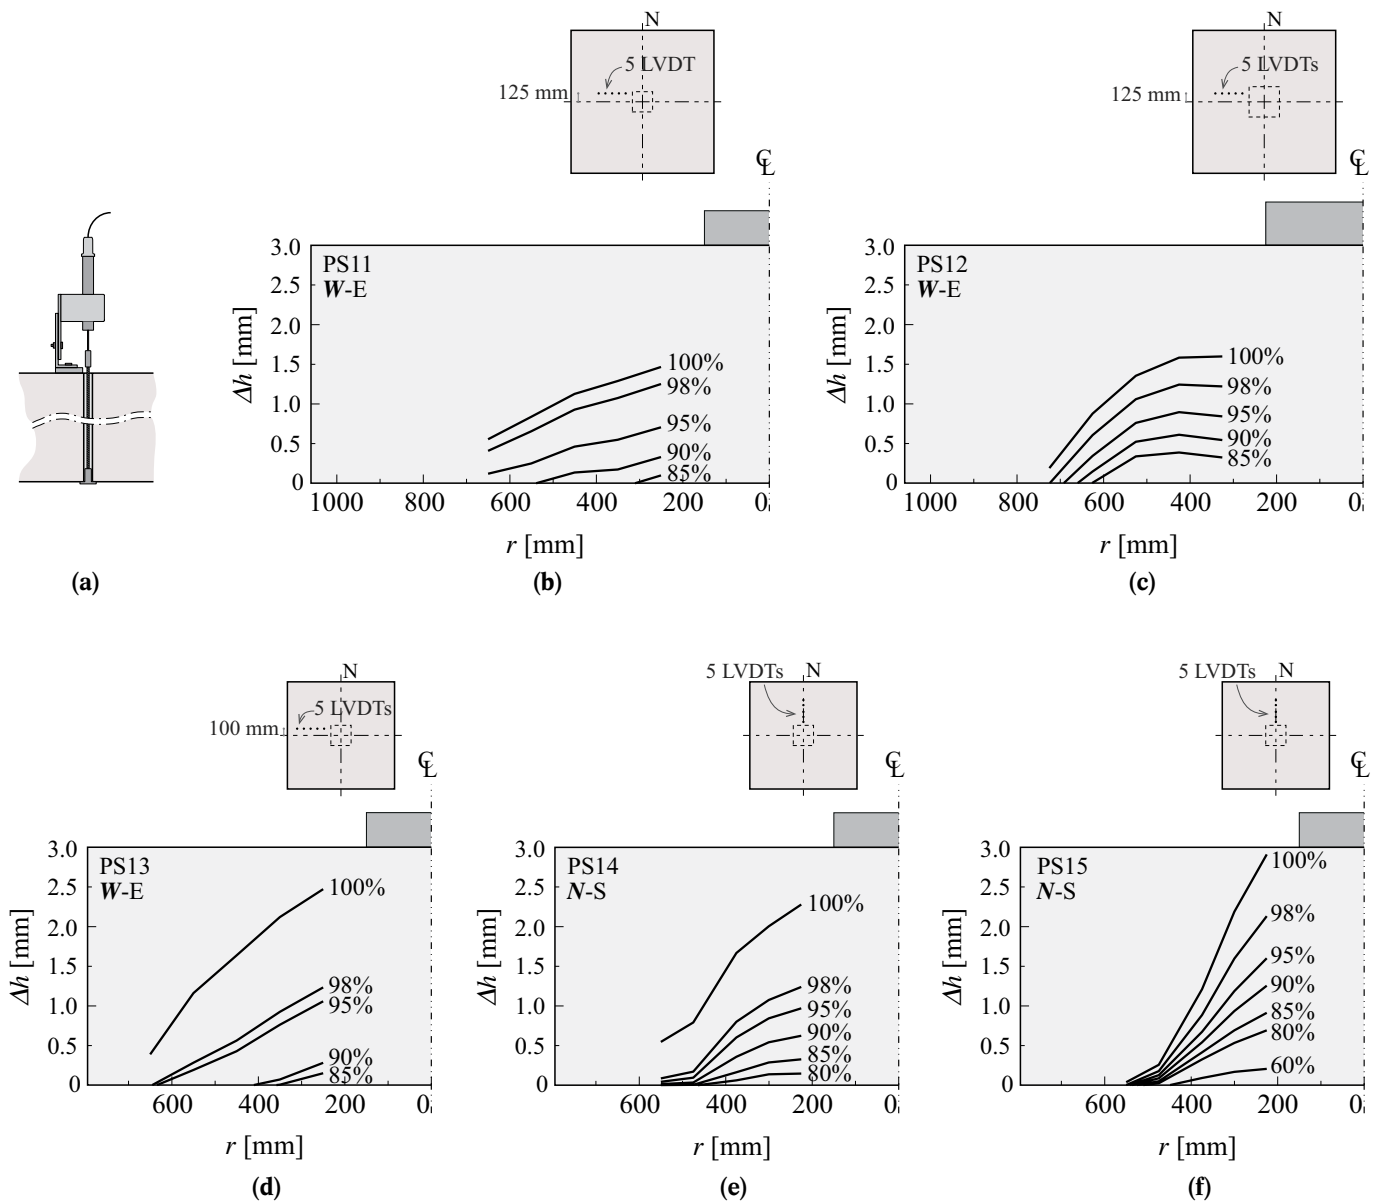 N
5 LVDT
125 mm
℄
3.0
PS11
W-E
2.5
2.0
Δh [mm]
1.5
1.0
0.5
0
100%
98%
95%
90%
85%
1000 800 600 400 200 0
r [mm]
(b)
N
5 LVDTs
125 mm
℄
3.0
PS12
W-E
2.5
2.0
Δh [mm]
1.5
1.0
0.5
0
100%
98%
95%
90%
85%
1000 800 600 400 200 0
r [mm]
(c)
(a)
N
5 LVDTs
100 mm
℄
3.0
PS13
W-E
2.5
2.0
Δh [mm]
1.5
1.0
0.5
0
100%
98%
95%
90%
85%
600 400 200 0
r [mm]
(d)
5 LVDTs N
℄
3.0
PS14
N-S
2.5
2.0
Δh [mm]
1.5
1.0
0.5
0
100%
98%
95%
90%
85%
80%
600 400 200 0
r [mm]
(e)
5 LVDTs N
℄
3.0
PS15
N-S
2.5
2.0
Δh [mm]
1.5
1.0
0.5
0
100%
98%
95%
90%
85%
80%
60%
600 400 200 0
r [mm]
(f)